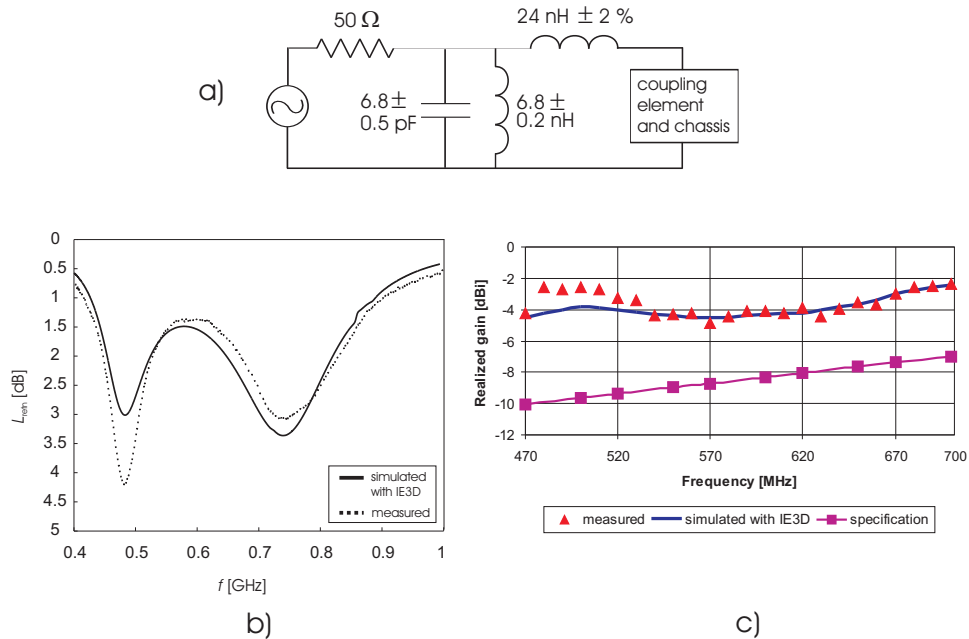 a)
50 Ω
24 nH ± 2 %
6.8 ±
0.5 pF
6.8 ±
0.2 nH
coupling
element
and chassis
0
0.5
1
1.5
2
2.5
3
3.5
4
4.5
5
L_refn [dB]
0.4
0.5
0.6
0.7
0.8
0.9
1
f [GHz]
simulated
with IE3D
measured
b)
0
-2
-4
-6
-8
-10
-12
Realized gain [dBi]
470
520
570
620
670
700
Frequency [MHz]
measured
simulated with IE3D
specification
c)